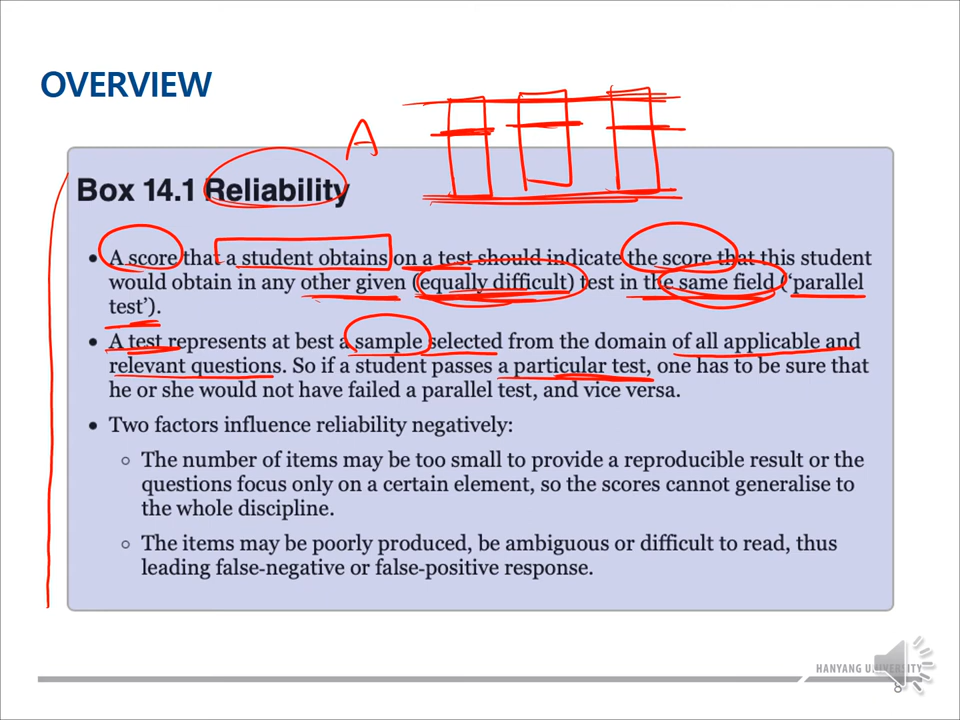 OVERVIEW
A
Box 14.1 Reliability
• A score that a student obtains on a test should indicate the score that this student
would obtain in any other given (equally difficult) test in the same field (‘parallel
test’).
• A test represents at best a sample selected from the domain of all applicable and
relevant questions. So if a student passes a particular test, one has to be sure that
he or she would not have failed a parallel test, and vice versa.
• Two factors influence reliability negatively:
○ The number of items may be too small to provide a reproducible result or the
questions focus only on a certain element, so the scores cannot generalise to
the whole discipline.
○ The items may be poorly produced, be ambiguous or difficult to read, thus
leading false-negative or false-positive response.
HANYANG UNIVERSITY
8